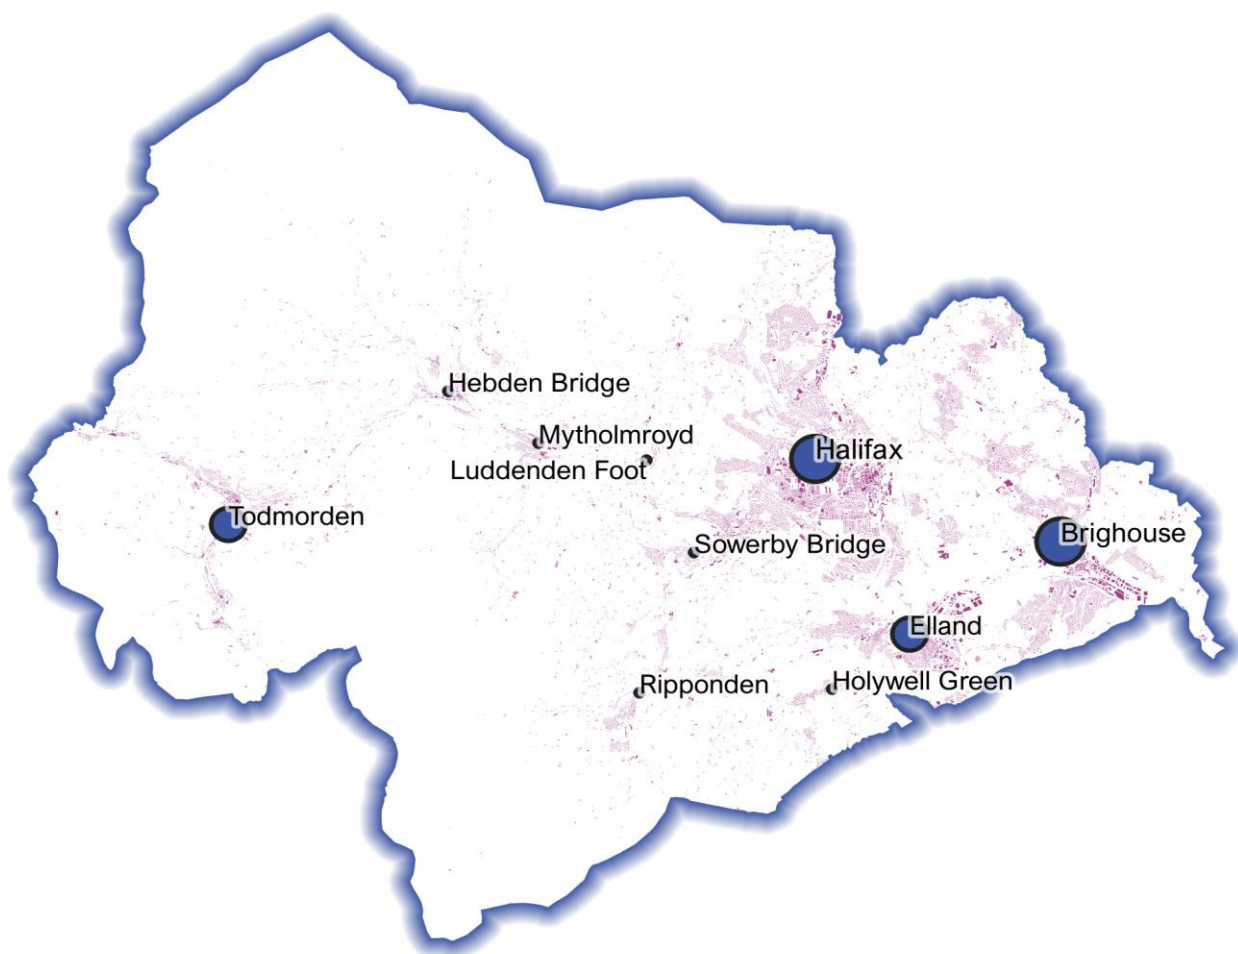 Hebden Bridge
Mytholmroyd
Halifax
Luddenden Foot
Todmorden
Brighouse
Sowerby Bridge
Elland
Holywell Green
Ripponden